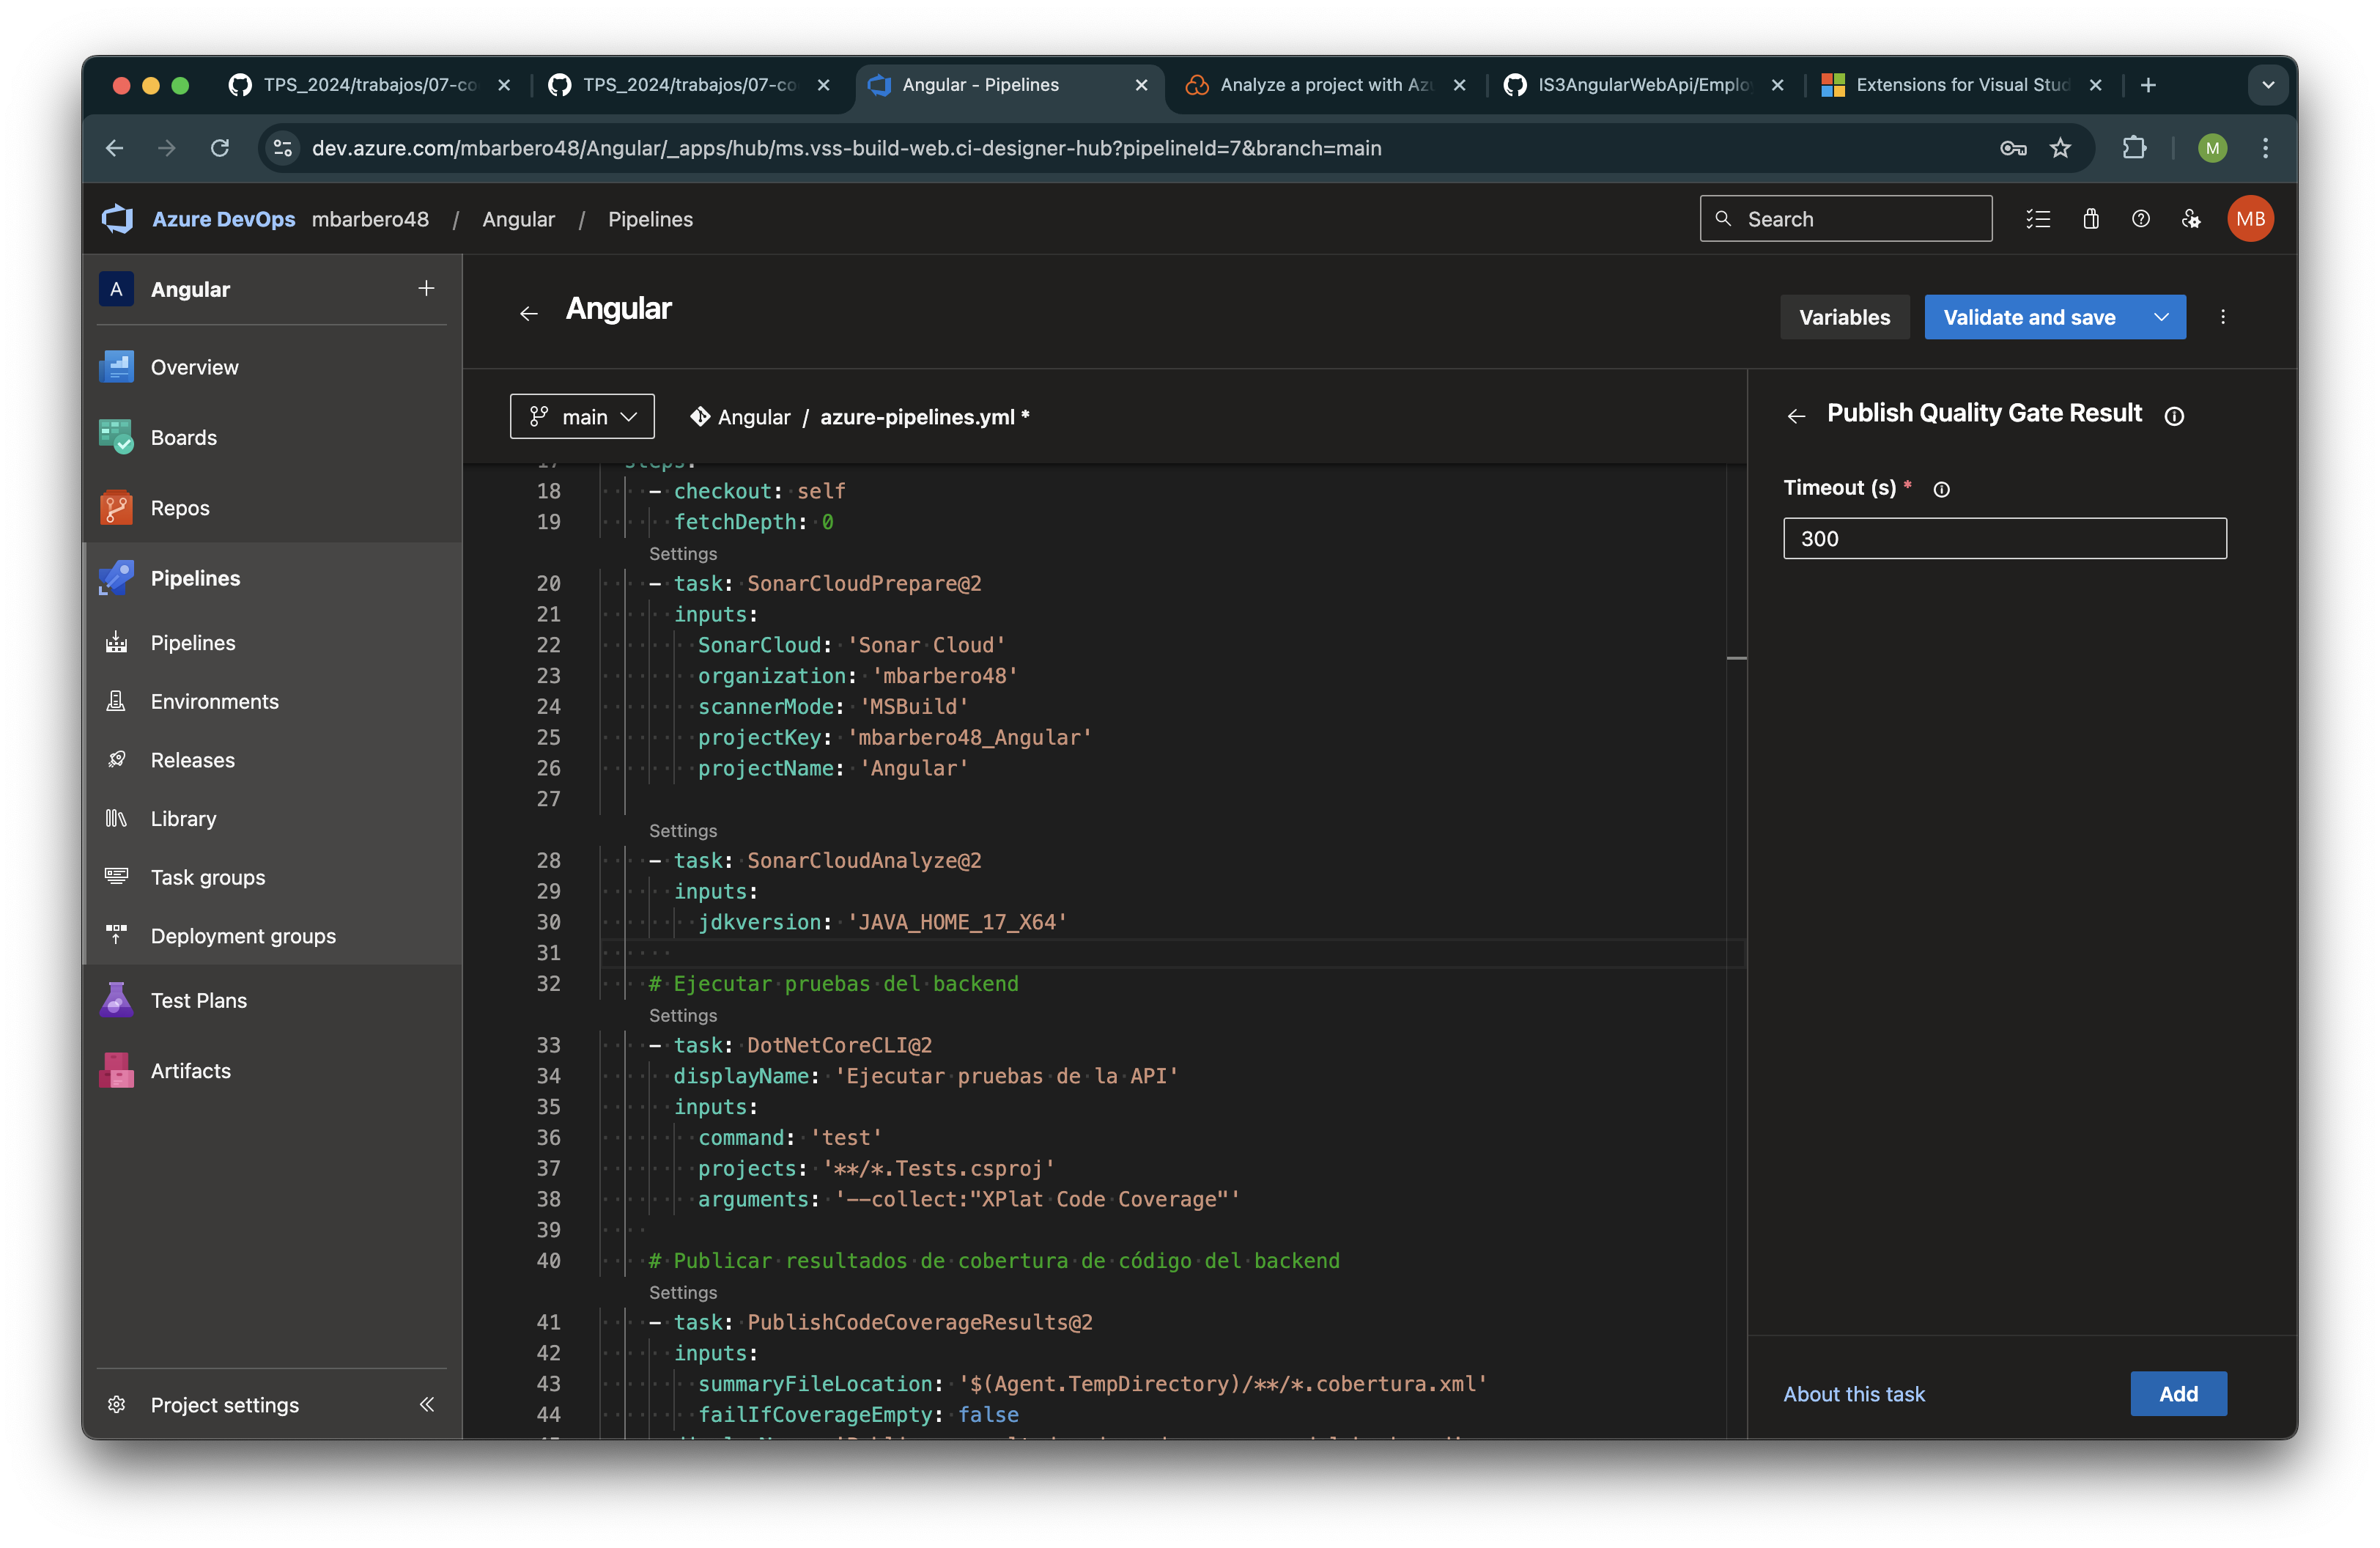 TPS_2024/trabajos/07-co
TPS_2024/trabajos/07-co
Angular - Pipelines
Analyze a project with Azu
IS3AngularWebApi/Emplo
Extensions for Visual Stud
dev.azure.com/mbarbero48/Angular/_apps/hub/ms.vss-build-web.ci-designer-hub?pipelineId=7&branch=main
M
Azure DevOps mbarbero48 / Angular / Pipelines
Search
MB
A Angular
Overview
Boards
Repos
Pipelines
Pipelines
Environments
Releases
Library
Task groups
Deployment groups
Test Plans
Artifacts
Project settings
Angular
Variables
Validate and save
main
Angular / azure-pipelines.yml *
17 steps:
18 - checkout: self
19 fetchDepth: 0
Settings
20 - task: SonarCloudPrepare@2
21 inputs:
22 SonarCloud: 'Sonar Cloud'
23 organization: 'mbarbero48'
24 scannerMode: 'MSBuild'
25 projectKey: 'mbarbero48_Angular'
26 projectName: 'Angular'
27
Settings
28 - task: SonarCloudAnalyze@2
29 inputs:
30 jdkversion: 'JAVA_HOME_17_X64'
31
32 # Ejecutar pruebas del backend
Settings
33 - task: DotNetCoreCLI@2
34 displayName: 'Ejecutar pruebas de la API'
35 inputs:
36 command: 'test'
37 projects: '**/*.Tests.csproj'
38 arguments: '--collect:"XPlat Code Coverage"'
39
40 # Publicar resultados de cobertura de código del backend
Settings
41 - task: PublishCodeCoverageResults@2
42 inputs:
43 summaryFileLocation: '$(Agent.TempDirectory)/**/*.cobertura.xml'
44 failIfCoverageEmpty: false
Publish Quality Gate Result
Timeout (s) *
300
About this task
Add